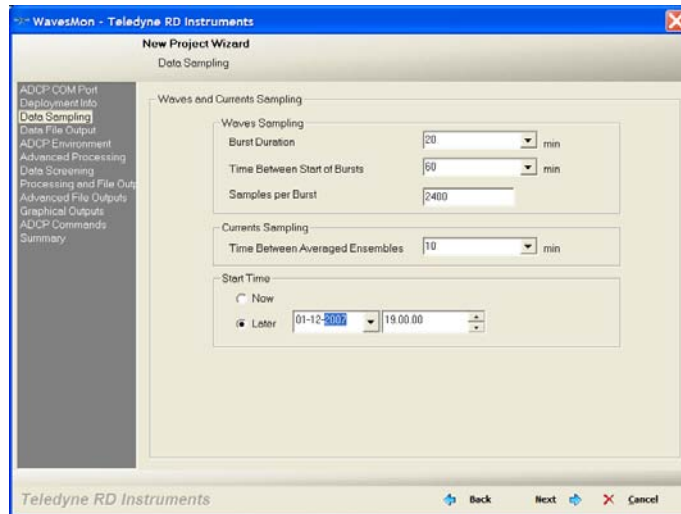 WavesMon - Teledyne RD Instruments
New Project Wizard
Data Sampling
ADCP COM Port
Deployment Info
Data Sampling
Data File Output
ADCP Environment
Advanced Processing
Data Screening
Processing and File Outp
Advanced File Outputs
Graphical Outputs
ADCP Commands
Summary
Waves and Currents Sampling
Waves Sampling
Burst Duration 20 min
Time Between Start of Bursts 60 min
Samples per Burst 2400
Currents Sampling
Time Between Averaged Ensembles 10 min
Start Time
Now
Later 01-12-2007 19.00.00
Teledyne RD Instruments Back Next Cancel